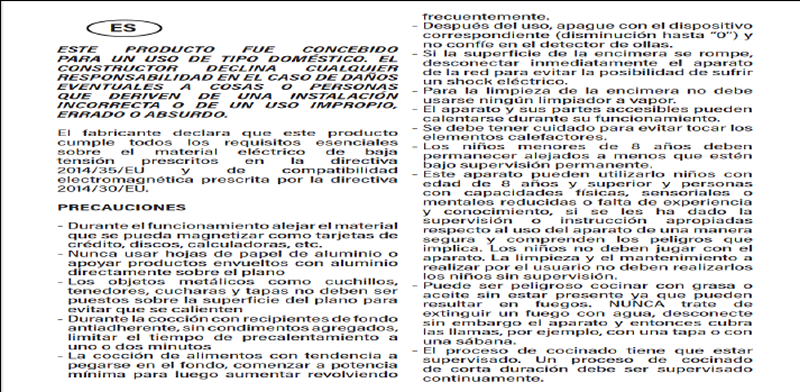 ES
ESTE PRODUCTO FUE CONCEBIDO
PARA UN USO DE TIPO DOMÉSTICO. EL
CONSTRUCTOR DECLINA CUALQUIER
RESPONSABILIDAD EN EL CASO DE DAÑOS
EVENTUALES A COSAS O PERSONAS
QUE DERIVEN DE UNA INSTALACIÓN
INCORRECTA O DE UN USO IMPROPIO,
ERRADO O ABSURDO.
El fabricante declara que este producto
cumple todos los requisitos esenciales
sobre el material eléctrico de baja
tensión prescritos en la directiva
2014/35/EU y de compatibilidad
electromagnética prescrita por la directiva
2014/30/EU.
PRECAUCIONES
- Durante el funcionamiento alejar el material
que se pueda magnetizar como tarjetas de
crédito, discos, calculadoras, etc.
- Nunca usar hojas de papel de aluminio o
apoyar productos envueltos con aluminio
directamente sobre el plano
- Los objetos metálicos como cuchillos,
tenedores, cucharas y tapas no deben ser
puestos sobre la superficie del plano para
evitar que se calienten
- Durante la cocción con recipientes de fondo
antiadherente, sin condimentos agregados,
limitar el tiempo de precalentamiento a
uno o dos minutos
- La cocción de alimentos con tendencia a
pegarse en el fondo, comenzar a potencia
mínima para luego aumentar revolviendo
frecuentemente.
- Después del uso, apague con el dispositivo
correspondiente (disminución hasta "0") y
no confíe en el detector de ollas.
- Si la superficie de la encimera se rompe,
desconectar inmediatamente el aparato
de la red para evitar la posibilidad de sufrir
un shock eléctrico.
- Para la limpieza de la encimera no debe
usarse ningún limpiador a vapor.
- El aparato y sus partes accesibles pueden
calentarse durante su funcionamiento.
- Se debe tener cuidado para evitar tocar los
elementos calefactores.
- Los niños menores de 8 años deben
permanecer alejados a menos que estén
bajo supervisión permanente.
- Este aparato pueden utilizarlo niños con
edad de 8 años y superior y personas
con capacidades físicas, sensoriales o
mentales reducidas o falta de experiencia
y conocimiento, si se les ha dado la
supervisión o instrucción apropiadas
respecto al uso del aparato de una manera
segura y comprenden los peligros que
implica. Los niños no deben jugar con el
aparato. La limpieza y el mantenimiento a
realizar por el usuario no deben realizarlos
los niños sin supervisión.
- Puede ser peligroso cocinar con grasa o
aceite sin estar presente ya que pueden
resultar en fuegos. NUNCA trate de
extinguir un fuego con agua, desconecte
sin embargo el aparato y entonces cubra
las llamas, por ejemplo, con una tapa o con
una sábana.
- El proceso de cocinado tiene que estar
supervisado. Un proceso de cocinado
de corta duración debe ser supervisado
continuamente.